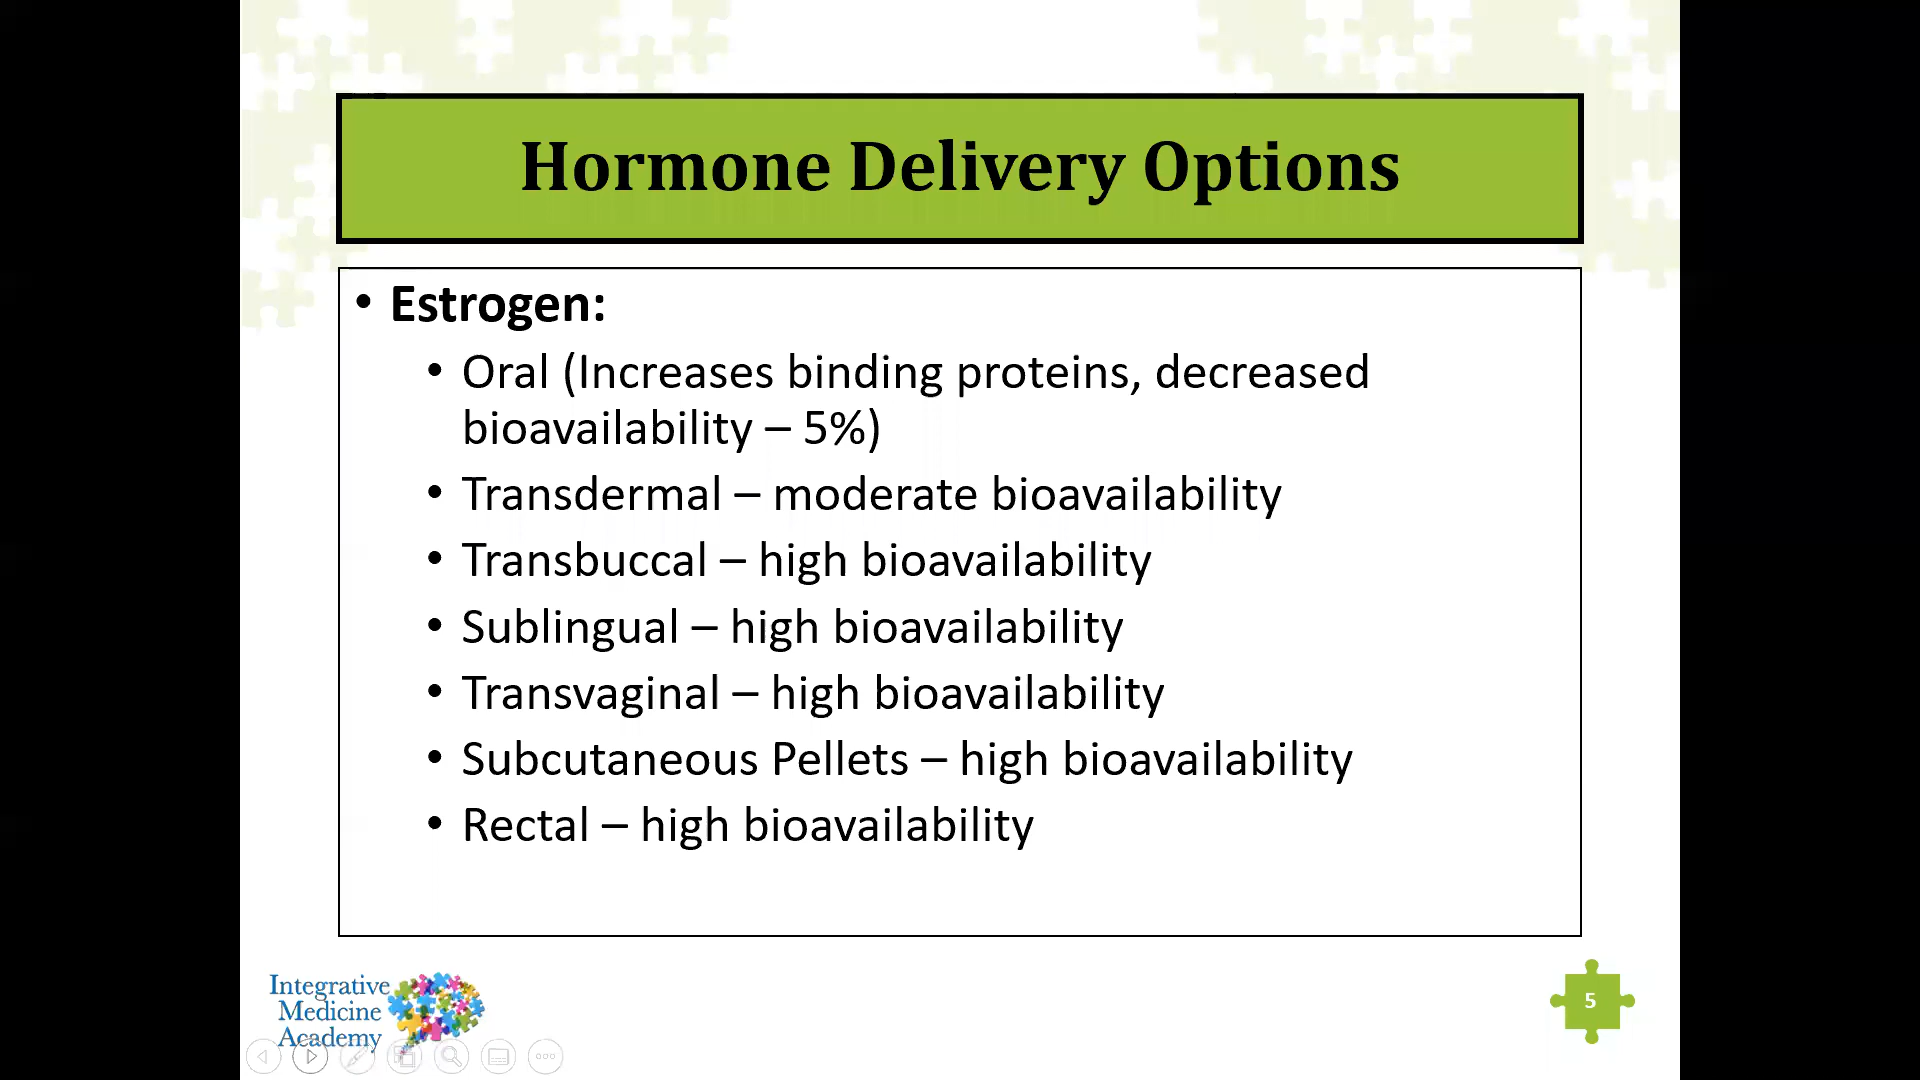 Hormone Delivery Options
• Estrogen:
• Oral (Increases binding proteins, decreased
bioavailability – 5%)
• Transdermal – moderate bioavailability
• Transbuccal – high bioavailability
• Sublingual – high bioavailability
• Transvaginal – high bioavailability
• Subcutaneous Pellets – high bioavailability
• Rectal – high bioavailability
Integrative
Medicine
Academy
5